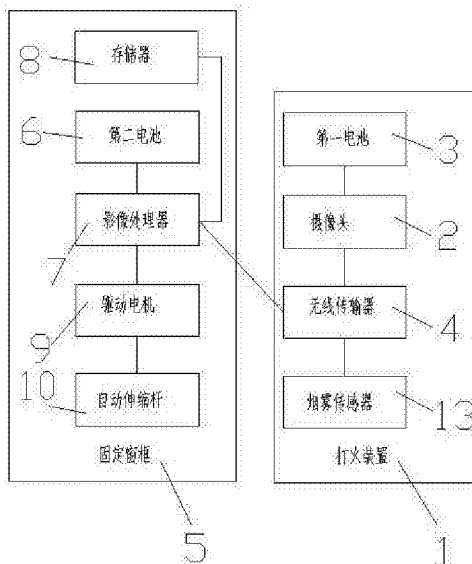 存储器
8
第二电池
6
影像处理器
7
驱动电机
9
自动伸缩杆
10
固定窗框
5
第一电池
3
摄像头
2
无线传输器
4
烟雾传感器
13
打火装置
1